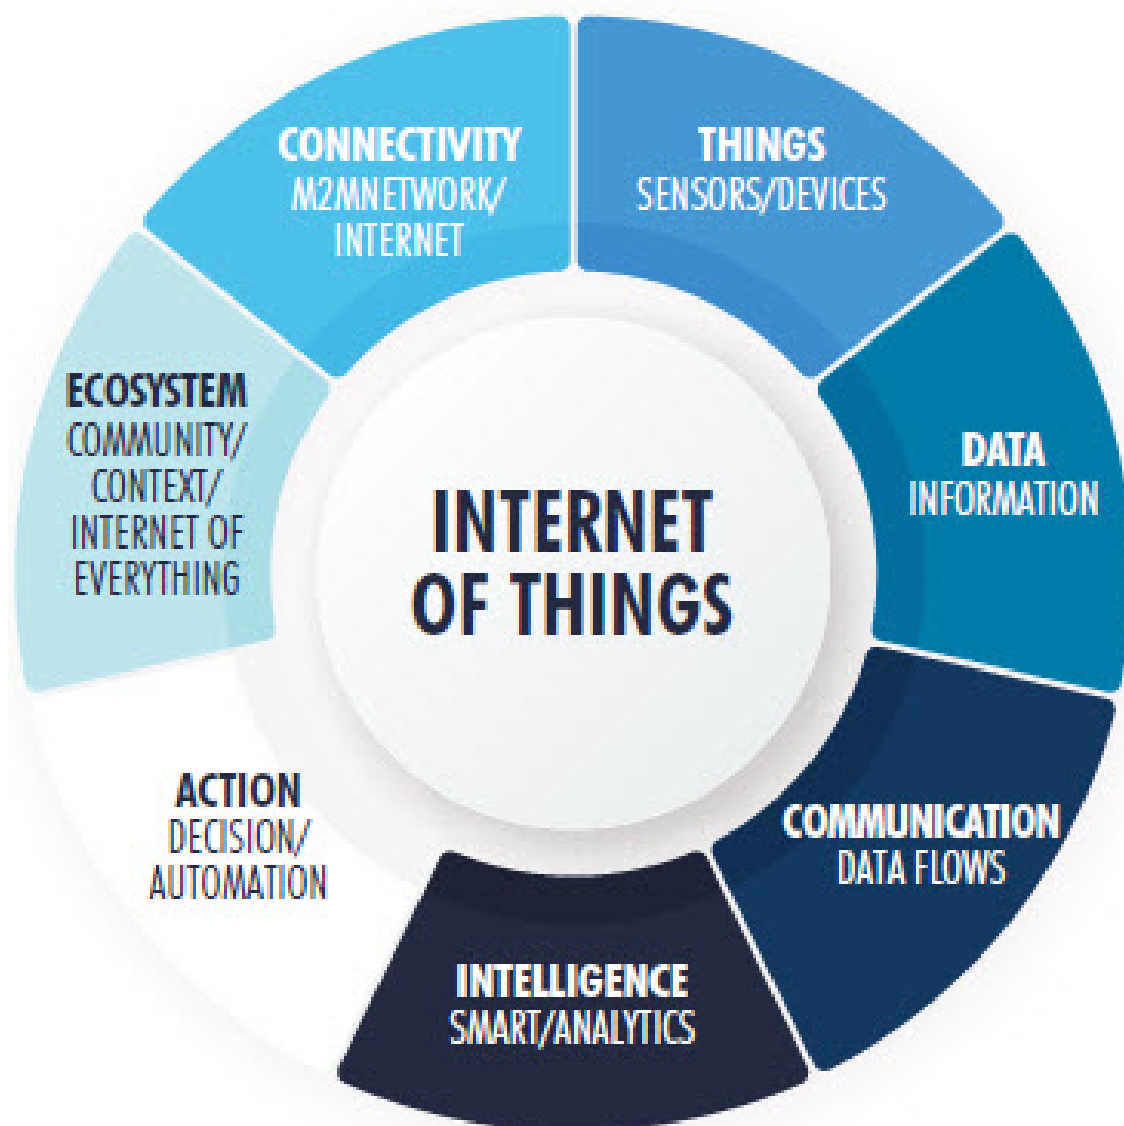 CONNECTIVITY
M2MNETWORK/
INTERNET
THINGS
SENSORS/DEVICES
DATA
INFORMATION
COMMUNICATION
DATA FLOWS
INTELLIGENCE
SMART/ANALYTICS
ACTION
DECISION/
AUTOMATION
ECOSYSTEM
COMMUNITY/
CONTEXT/
INTERNET OF
EVERYTHING
INTERNET
OF THINGS